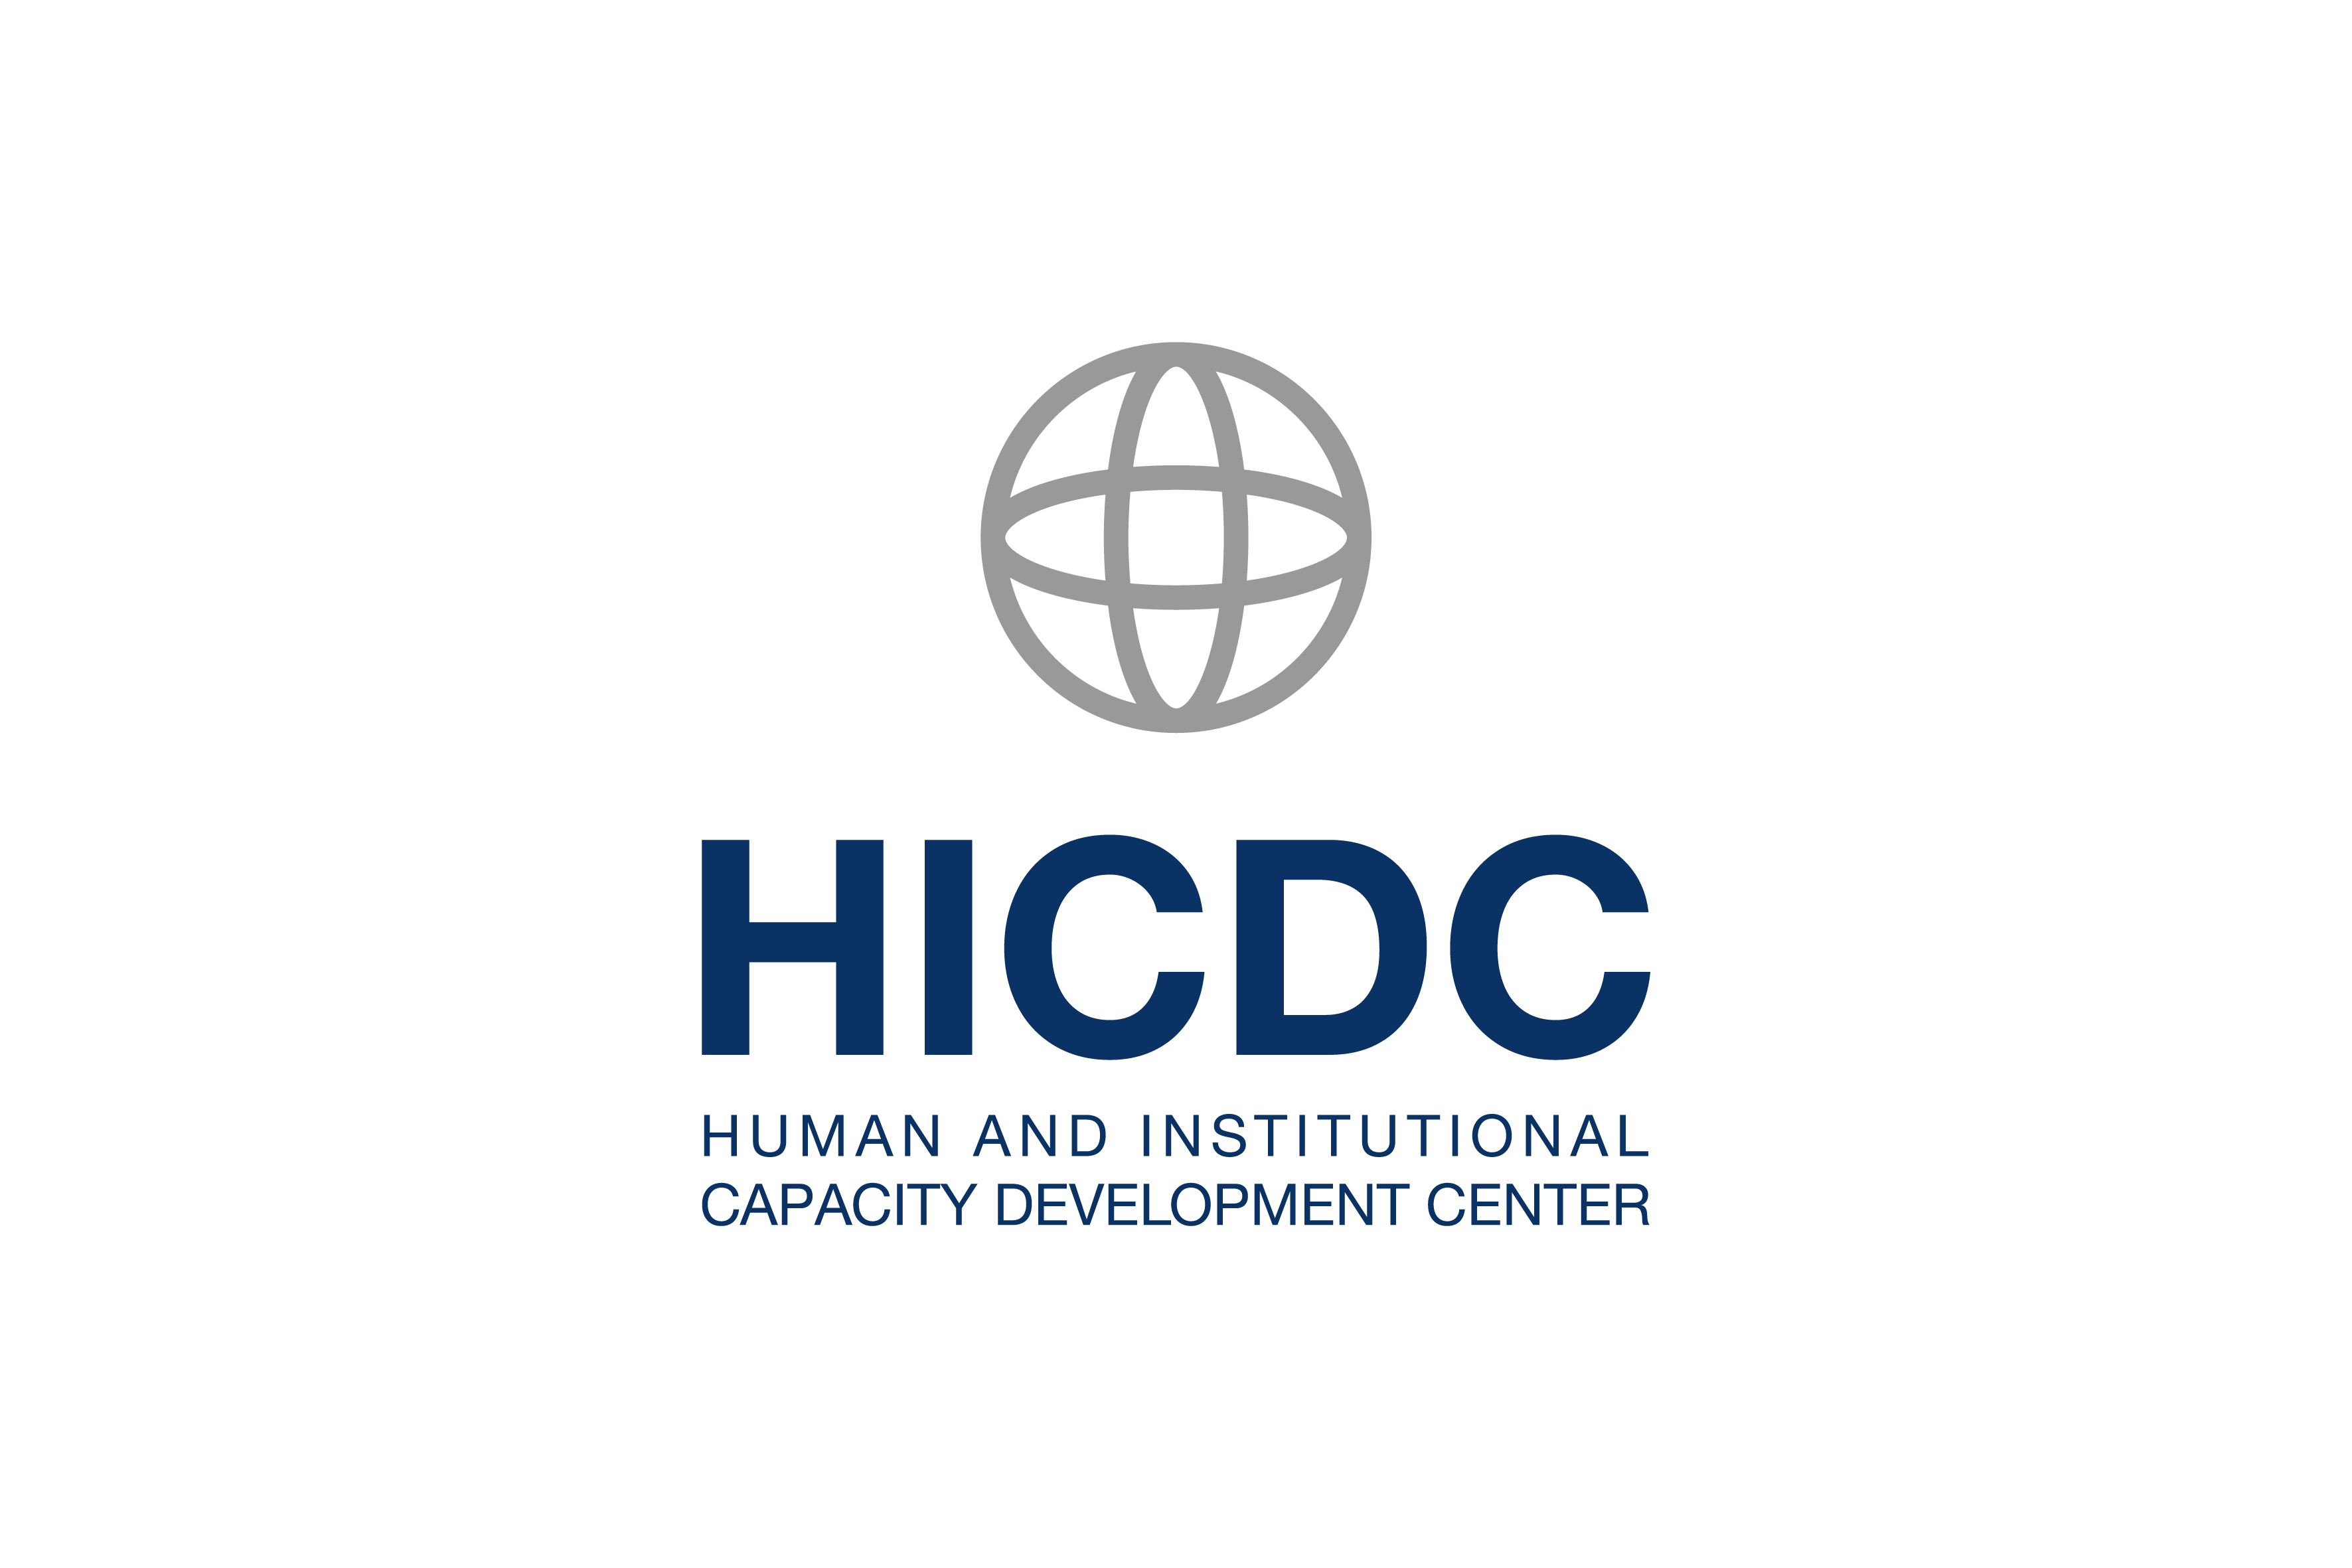 HICDC
HUMAN AND INSTITUTIONAL
CAPACITY DEVELOPMENT CENTER